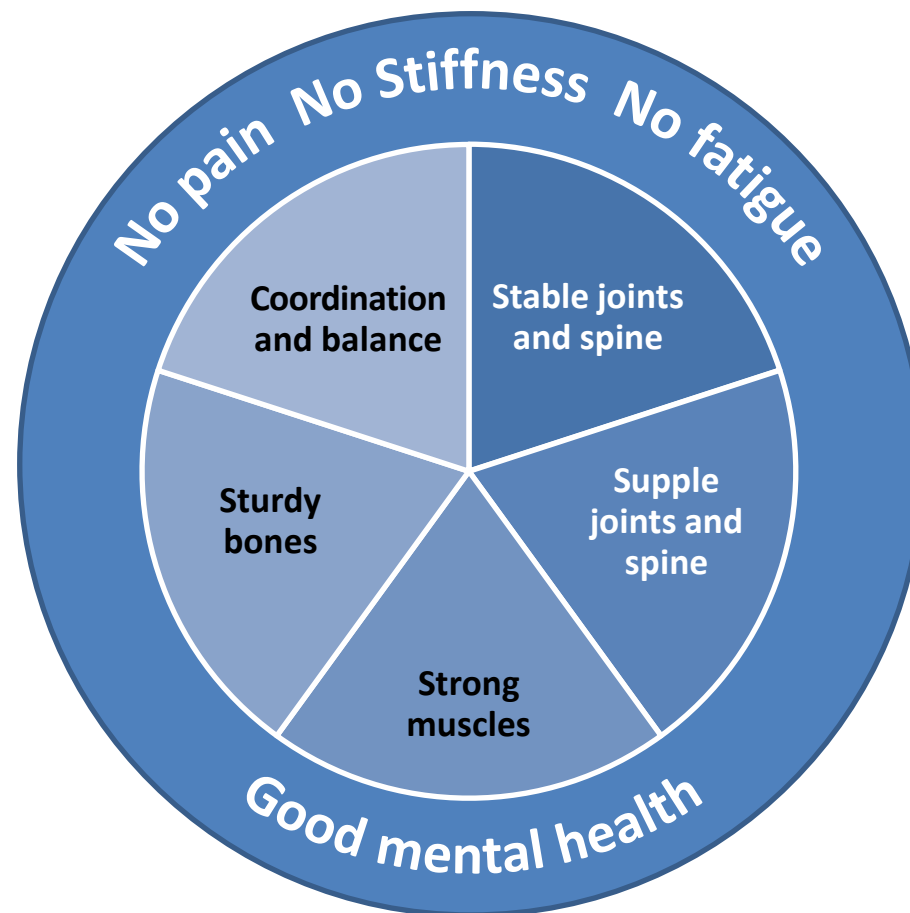 No pain No Stiffness No fatigue
Coordination
and balance
Stable joints
and spine
Supple
joints and
spine
Strong
muscles
Sturdy
bones
Good mental health